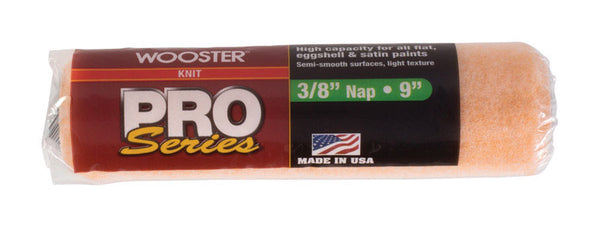 WOOSTER®
KNIT
PRO
Series
High capacity for all flat,
eggshell & satin paints
Semi-smooth surfaces, light texture
3/8” Nap • 9”
MADE IN USA